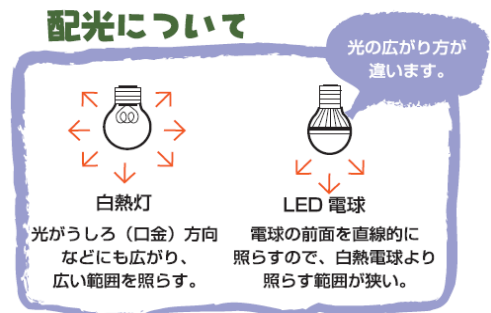 配光について
光の広がり方が
違います。
白熱灯
光がうしろ（口金）方向
などにも広がり、
広い範囲を照らす。
LED 電球
電球の前面を直線的に
照らすので、白熱電球より
照らす範囲が狭い。